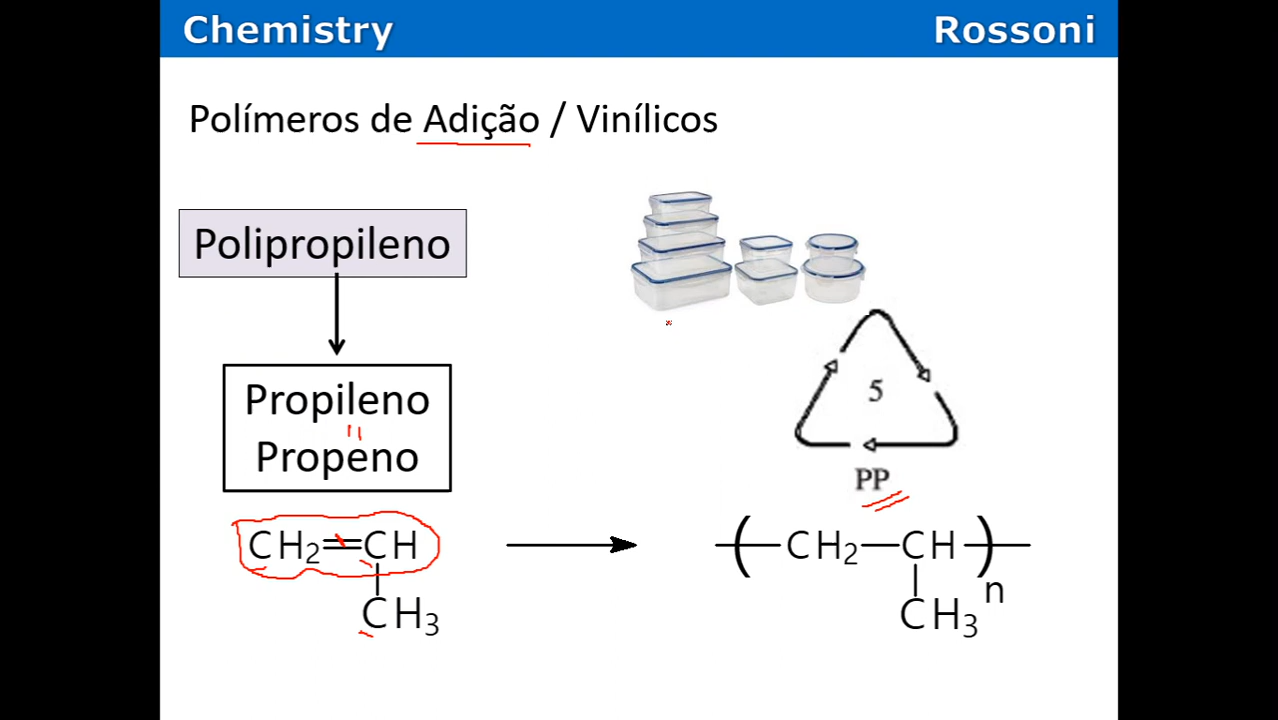 Chemistry
Rossoni
Polímeros de Adição / Vinílicos
Polipropileno
Propileno
Propeno
5
PP
CH2=CH
CH3
( CH2—CH )n
CH3